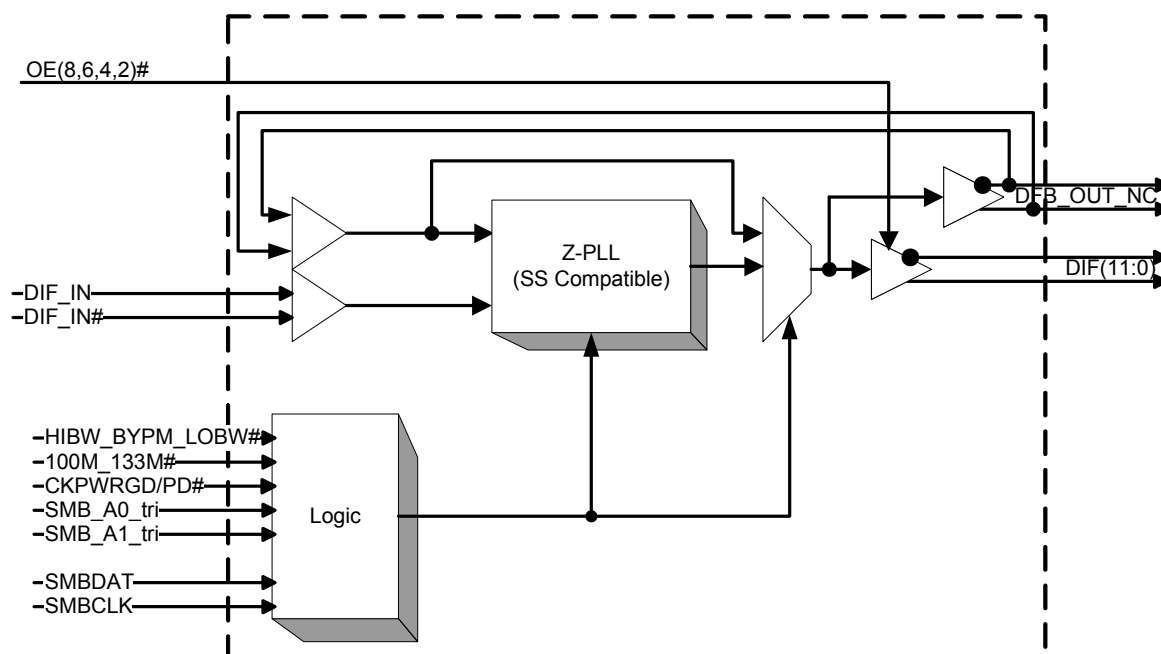 OE(8,6,4,2)#
DFB_OUT_NC
Z-PLL
(SS Compatible)
DIF(11:0)
DIF_IN
DIF_IN#
HIBW_BYPM_LOBW#
100M_133M#
CKPWRGD/PD#
SMB_A0_tri
SMB_A1_tri
Logic
SMBDAT
SMBCLK